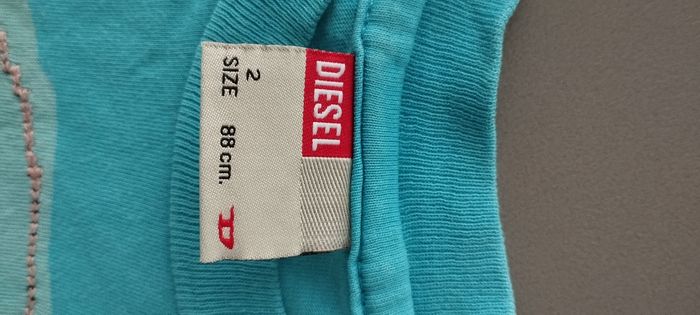 DIESEL
2
SIZE 88 cm. D